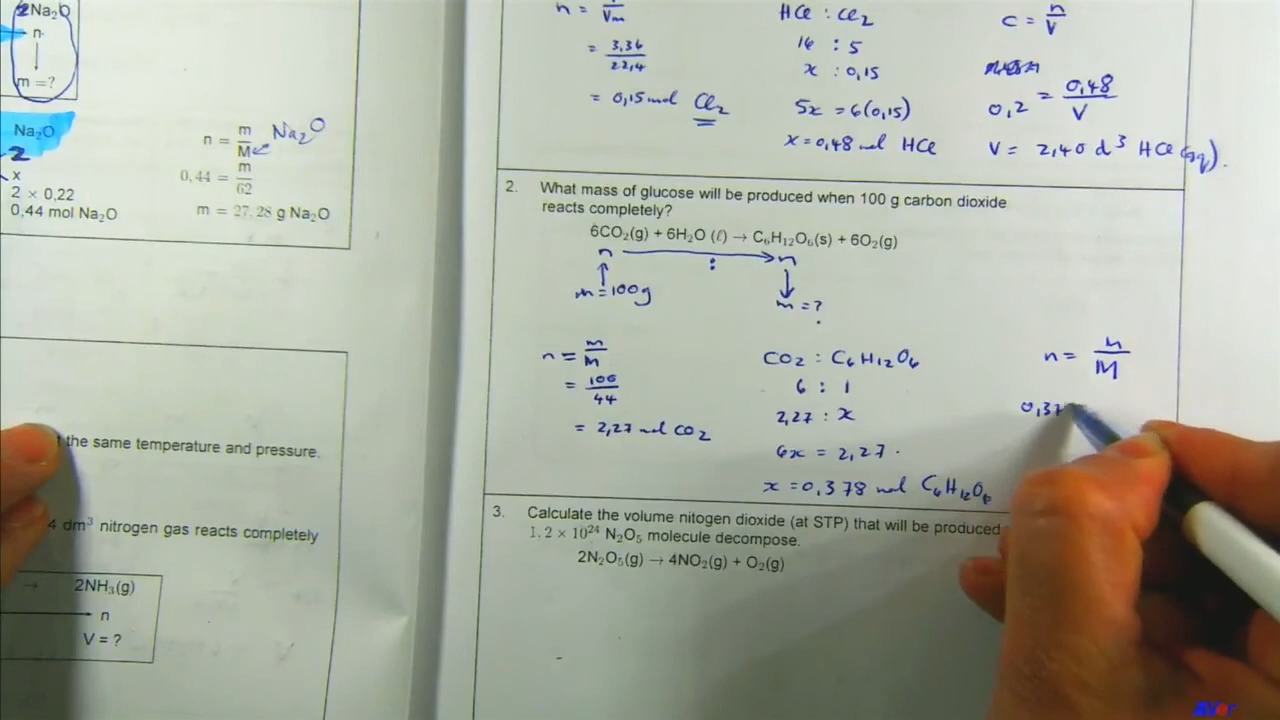 2Na₂O
n
m = ?
Na₂O
2
x
2 × 0,22
0,44 mol Na₂O
n = m/M Na₂O
0,44 = m/62
m = 27,28 g Na₂O
the same temperature and pressure.
4 dm³ nitrogen gas reacts completely
→ 2NH₃(g)
n
V = ?
Vm
= 3,36/22,4
= 0,15 mol Cl₂
HCl : Cl₂
16 : 5
x : 0,15
5x = 6(0,15)
x = 0,48 mol HCl
c = n/V
0,2 = 0,48/V
V = 2,40 d³ HCl (aq).
2. What mass of glucose will be produced when 100 g carbon dioxide
reacts completely?
6CO₂(g) + 6H₂O (ℓ) → C₆H₁₂O₆(s) + 6O₂(g)
n : n
m = 100g
m = ?
n = m/M
= 100/44
= 2,27 mol CO₂
CO₂ : C₆H₁₂O₆
6 : 1
2,27 : x
6x = 2,27.
x = 0,378 mol C₆H₁₂O₆
n = n/M
0,37
3. Calculate the volume nitogen dioxide (at STP) that will be produced
1,2 × 10²⁴ N₂O₅ molecule decompose.
2N₂O₅(g) → 4NO₂(g) + O₂(g)
AVer